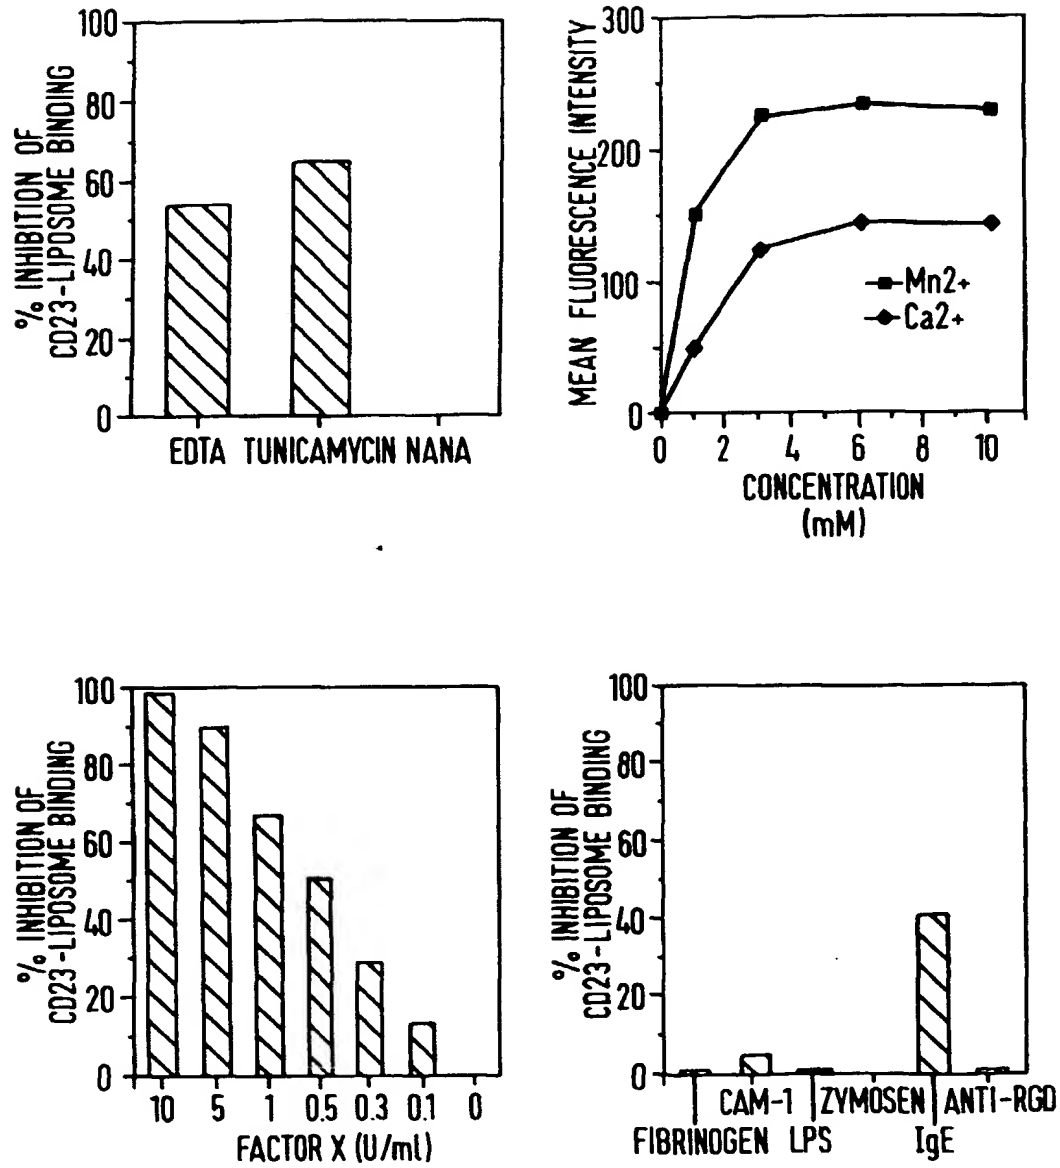 % INHIBITION OF
CD23-LIPOSOME BINDING
100
80
60
40
20
0
EDTA TUNICAMYCIN NANA
MEAN FLUORESCENCE INTENSITY
300
200
100
0
Mn2+
Ca2+
0 2 4 6 8 10
CONCENTRATION
(mM)
% INHIBITION OF
CD23-LIPOSOME BINDING
100
80
60
40
20
0
10 5 1 0.5 0.3 0.1 0
FACTOR X (U/ml)
% INHIBITION OF
CD23-LIPOSOME BINDING
100
80
60
40
20
0
CAM-1 ZYMOSEN ANTI-RGD
FIBRINOGEN LPS IgE